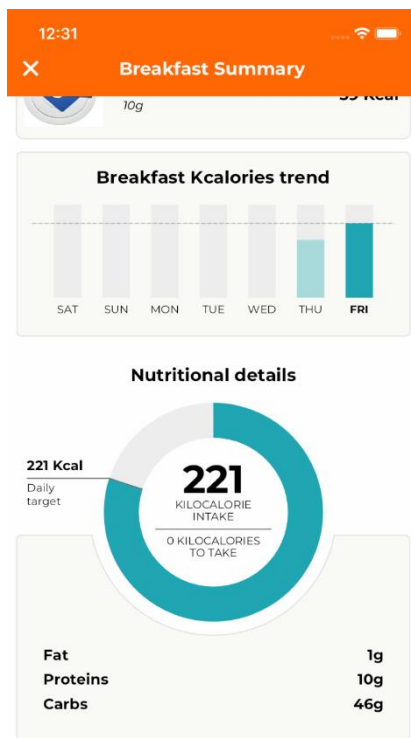 12:31
Breakfast Summary
10g
Breakfast Kcalories trend
SAT SUN MON TUE WED THU FRI
Nutritional details
221 Kcal
Daily
target
221
KILOCALORIE
INTAKE
0 KILOCALORIES
TO TAKE
Fat 1g
Proteins 10g
Carbs 46g